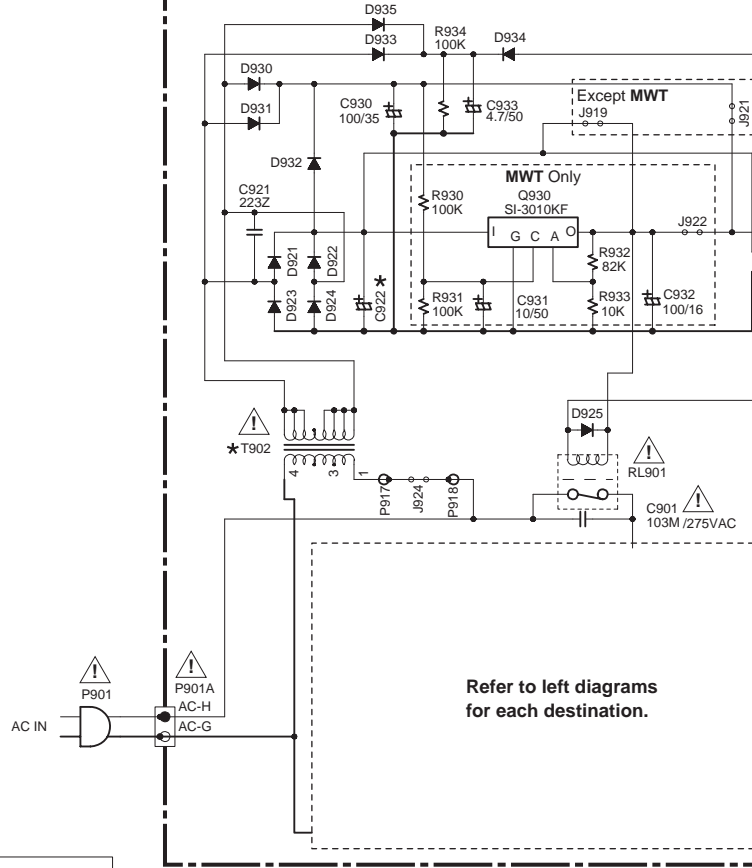 D935
R934
100K
D934
D933
D930
D931
C930
100/35
C933
4.7/50
Except MWT
J919
J921
D932
MWT Only
C921
223Z
R930
100K
Q930
SI-3010KF
I G C A O
J922
D921
D922
R932
82K
D923
D924
*
C922
R931
100K
C931
10/50
R933
10K
C932
100/16
D925
!
*T902
4 3 1
P917
J924
P918
!
RL901
C901 !
103M /275VAC
Refer to left diagrams
for each destination.
!
P901
!
P901A
AC-H
AC-G
AC IN